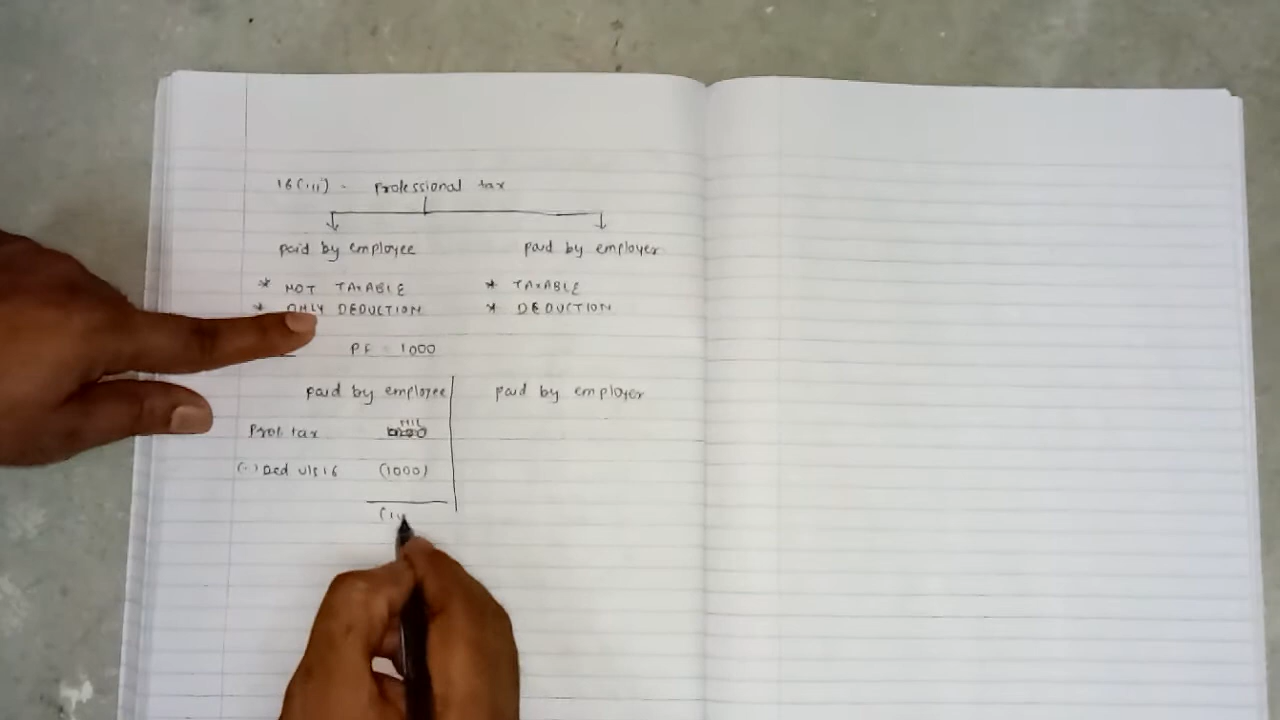 16(iii) - Professional tax
paid by employee paid by employer
* NOT TAXABLE * TAXABLE
* ONLY DEDUCTION * DEDUCTION
PF = 1000
paid by employee paid by employer
Prof. tax NIL
(-) Ded u/s 16 (1000)